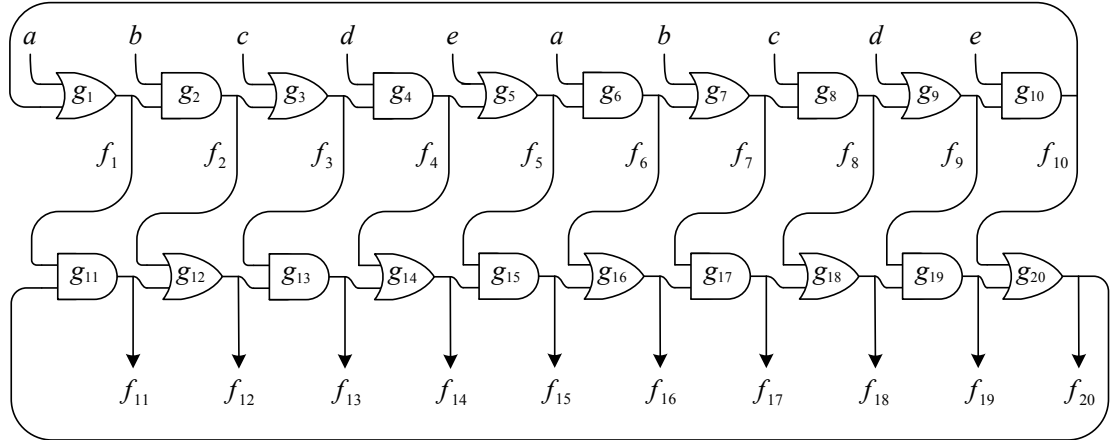 a b c d e a b c d e
g1 g2 g3 g4 g5 g6 g7 g8 g9 g10
f1 f2 f3 f4 f5 f6 f7 f8 f9 f10
g11 g12 g13 g14 g15 g16 g17 g18 g19 g20
f11 f12 f13 f14 f15 f16 f17 f18 f19 f20